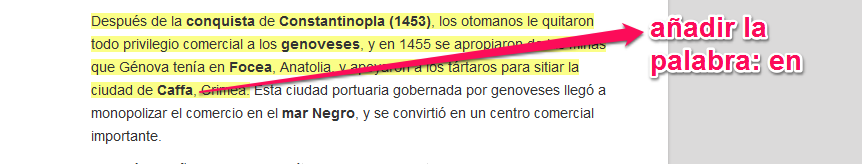 Después de la conquista de Constantinopla (1453), los otomanos le quitaron
todo privilegio comercial a los genoveses, y en 1455 se apropiaron de las minas
que Génova tenía en Focea, Anatolia, y apoyaron a los tártaros para sitiar la
ciudad de Caffa, Crimea. Esta ciudad portuaria gobernada por genoveses llegó a
monopolizar el comercio en el mar Negro, y se convirtió en un centro comercial
importante.
añadir la
palabra: en